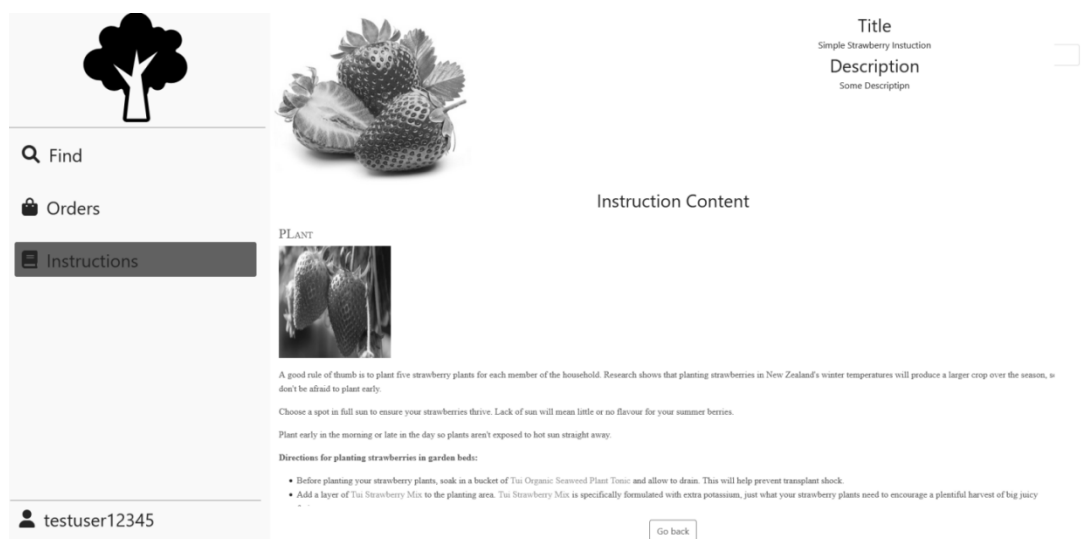 Find
Orders
Instructions
testuser12345
Title
Simple Strawberry Instuction
Description
Some Descriptipn
Instruction Content
PLANT
A good rule of thumb is to plant five strawberry plants for each member of the household. Research shows that planting strawberries in New Zealand's winter temperatures will produce a larger crop over the season, so
don't be afraid to plant early.
Choose a spot in full sun to ensure your strawberries thrive. Lack of sun will mean little or no flavour for your summer berries.
Plant early in the morning or late in the day so plants aren't exposed to hot sun straight away.
Directions for planting strawberries in garden beds:
• Before planting your strawberry plants, soak in a bucket of Tui Organic Seaweed Plant Tonic and allow to drain. This will help prevent transplant shock.
• Add a layer of Tui Strawberry Mix to the planting area. Tui Strawberry Mix is specifically formulated with extra potassium, just what your strawberry plants need to encourage a plentiful harvest of big juicy
Go back